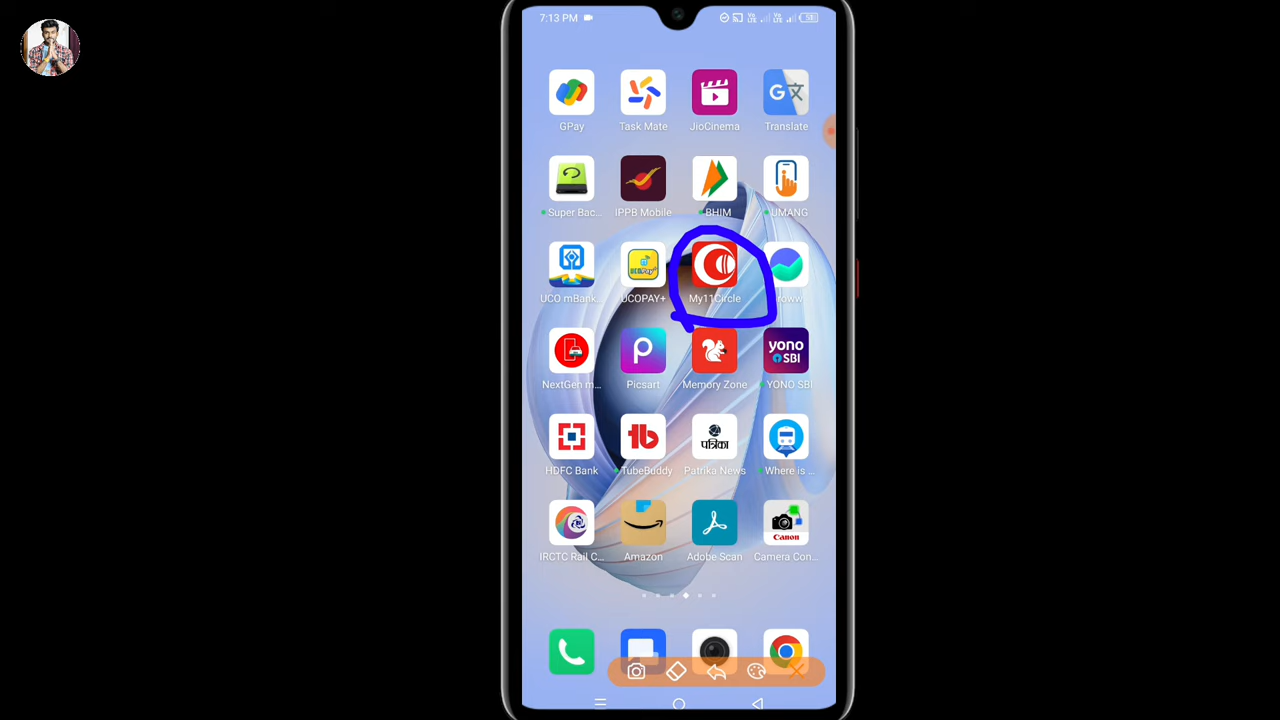 7:13 PM
GPay Task Mate JioCinema Translate
Super Bac... IPPB Mobile BHIM UMANG
UCO mBank UCOPAY+ My11Circle roww
NextGen m... Picsart Memory Zone yono SBI YONO SBI
HDFC Bank TubeBuddy पत्रिका Patrika News Where is ...
IRCTC Rail C... Amazon Adobe Scan Canon Camera Con...